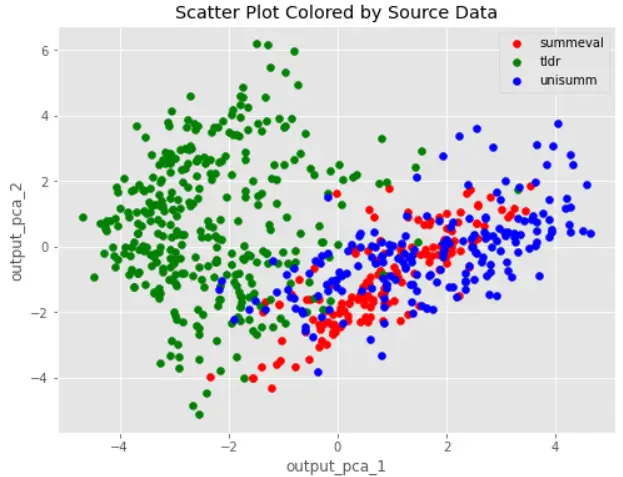 Scatter Plot Colored by Source Data
summeval
tldr
unisumm
6
4
2
0
−2
−4
output_pca_2
−4 −2 0 2 4
output_pca_1